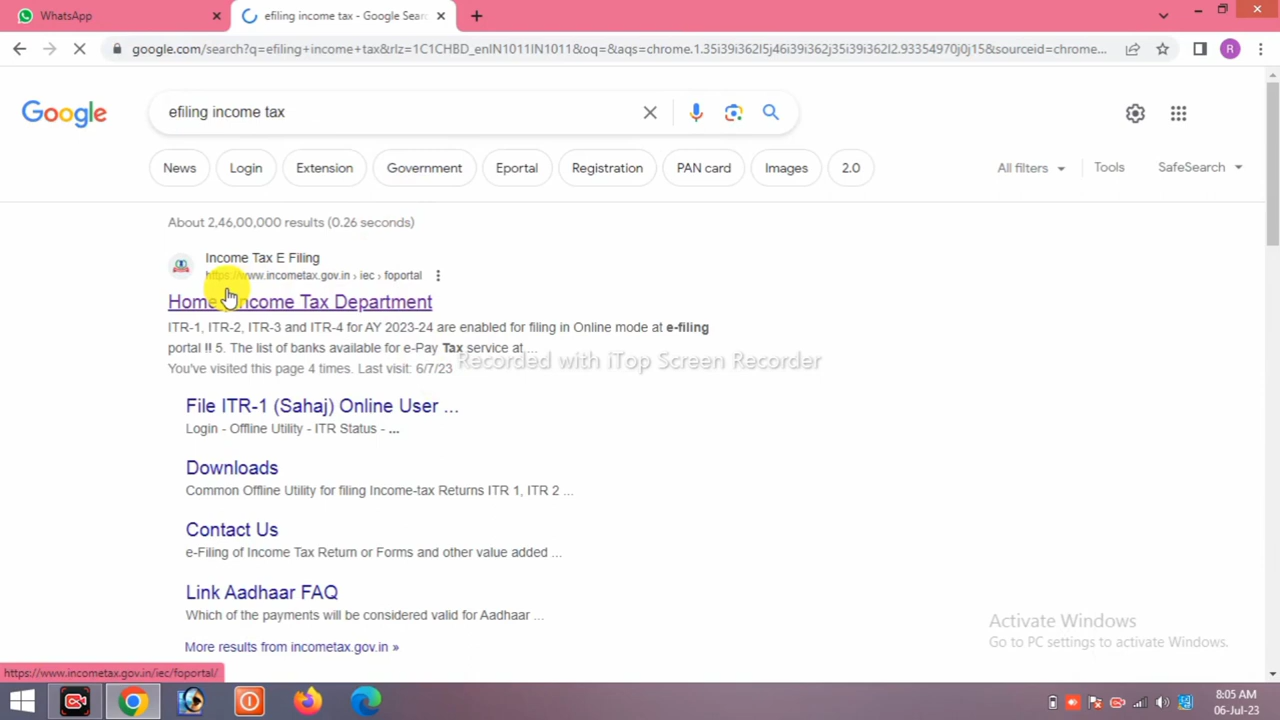 WhatsApp
efiling income tax - Google Sear
google.com/search?q=efiling+income+tax&rlz=1C1CHBD_enIN1011IN1011&oq=&aqs=chrome.1.35i39i362l5j46i39i362j35i39i362l2.93354970j0j15&sourceid=chrome...
R
Google
efiling income tax
News
Login
Extension
Government
Eportal
Registration
PAN card
Images
2.0
All filters
Tools
SafeSearch
About 2,46,00,000 results (0.26 seconds)
Income Tax E Filing
https://www.incometax.gov.in › iec › foportal
Home Income Tax Department
ITR-1, ITR-2, ITR-3 and ITR-4 for AY 2023-24 are enabled for filing in Online mode at e-filing
portal !! 5. The list of banks available for e-Pay Tax service at ...
Recorded with iTop Screen Recorder
You've visited this page 4 times. Last visit: 6/7/23
File ITR-1 (Sahaj) Online User ...
Login - Offline Utility - ITR Status - ...
Downloads
Common Offline Utility for filing Income-tax Returns ITR 1, ITR 2 ...
Contact Us
e-Filing of Income Tax Return or Forms and other value added ...
Link Aadhaar FAQ
Which of the payments will be considered valid for Aadhaar ...
More results from incometax.gov.in »
Activate Windows
Go to PC settings to activate Windows.
https://www.incometax.gov.in/iec/foportal/
8:05 AM
06-Jul-23